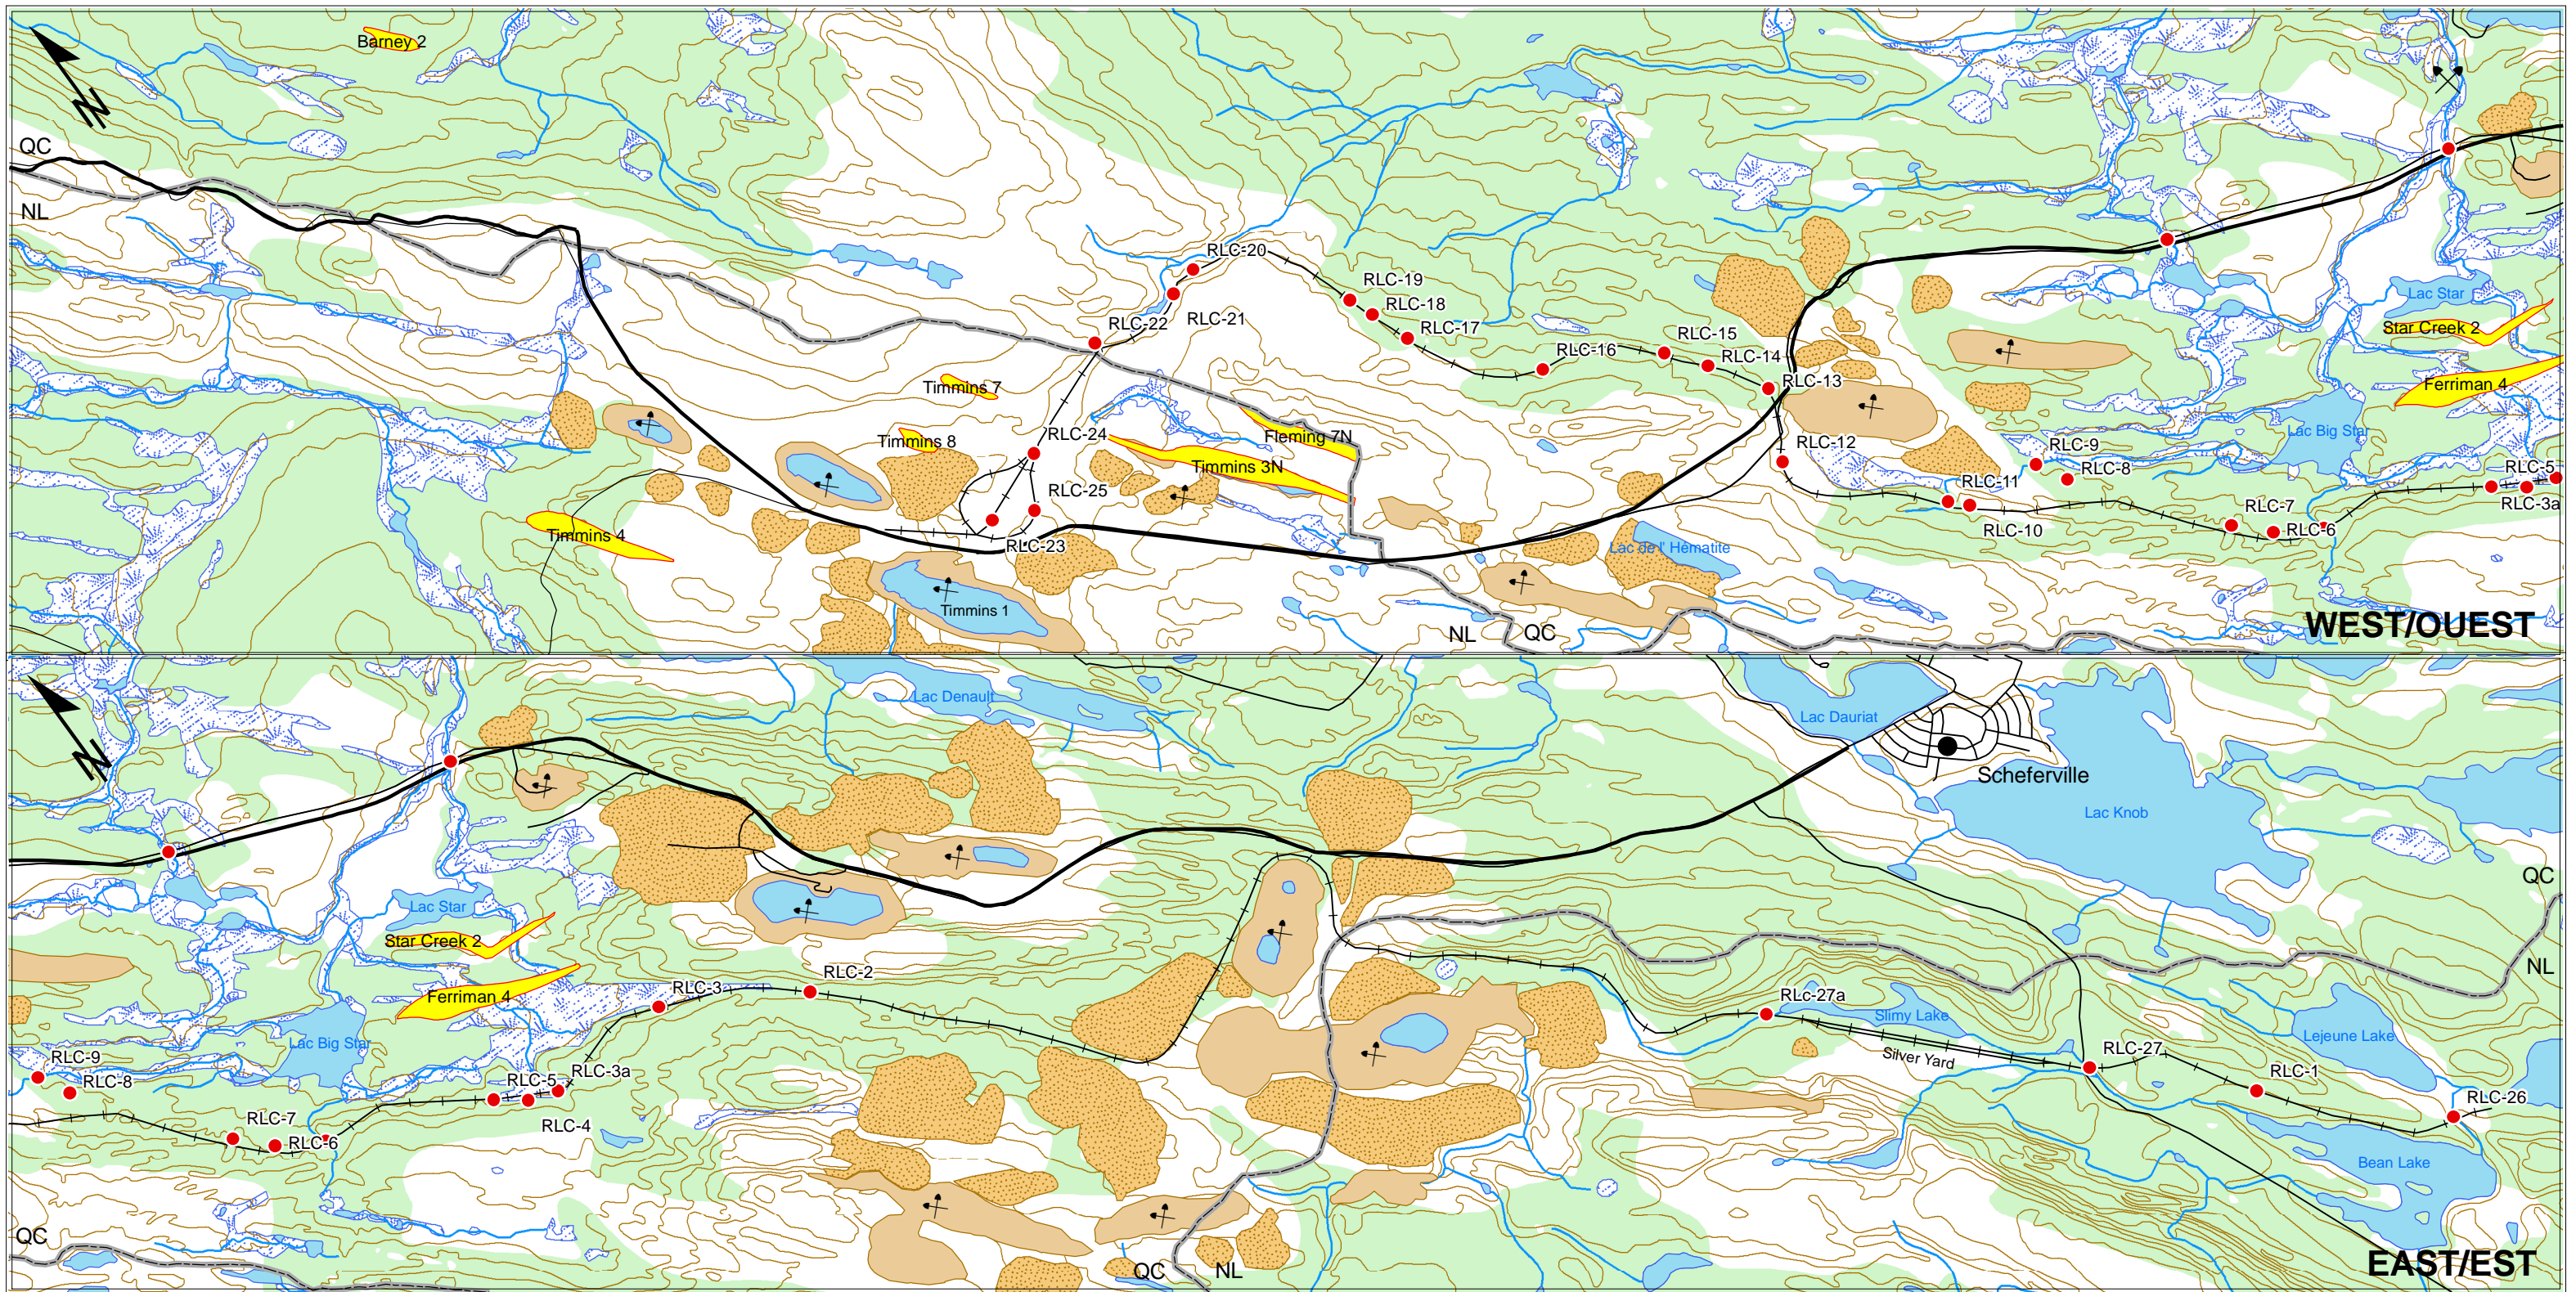 Barney 2
N
QC
NL
RLC-20
RLC-19
RLC-18
RLC-17
RLC-21
RLC-22
RLC-16
RLC-15
RLC-14
RLC-13
Lac Star
Star Creek 2
Ferriman 4
Timmins 7
Timmins 8
RLC-24
Fleming 7N
Timmins 3N
RLC-12
Lac Big Star
RLC-9
RLC-8
RLC-5
RLC-3a
RLC-25
RLC-11
RLC-10
RLC-7
RLC-6
Timmins 4
RLC-23
Lac de l' Hématite
Timmins 1
NL
QC
WEST/OUEST
N
Lac Denault
Lac Dauriat
Scheferville
Lac Knob
QC
NL
Lac Star
Star Creek 2
Ferriman 4
RLC-3
RLC-2
RLc-27a
Slimy Lake
Silver Yard
Lejeune Lake
Lac Big Star
RLC-9
RLC-8
RLC-5
RLC-3a
RLC-27
RLC-1
RLC-26
RLC-7
RLC-6
RLC-4
Bean Lake
QC
QC
NL
EAST/EST